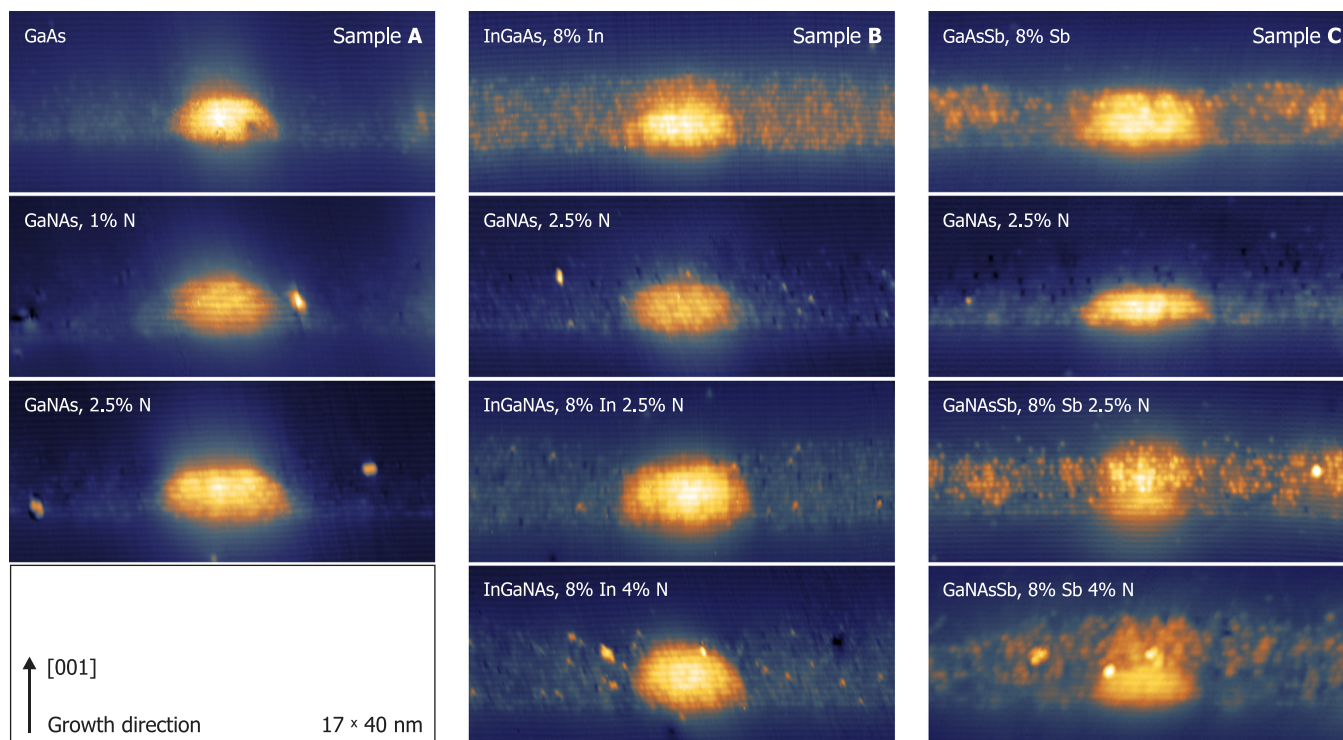 GaAs
Sample A
GaNAs, 1% N
GaNAs, 2.5% N
[001]
Growth direction
17 × 40 nm
InGaAs, 8% In
Sample B
GaNAs, 2.5% N
InGaNAs, 8% In 2.5% N
InGaNAs, 8% In 4% N
GaAsSb, 8% Sb
Sample C
GaNAs, 2.5% N
GaNAsSb, 8% Sb 2.5% N
GaNAsSb, 8% Sb 4% N